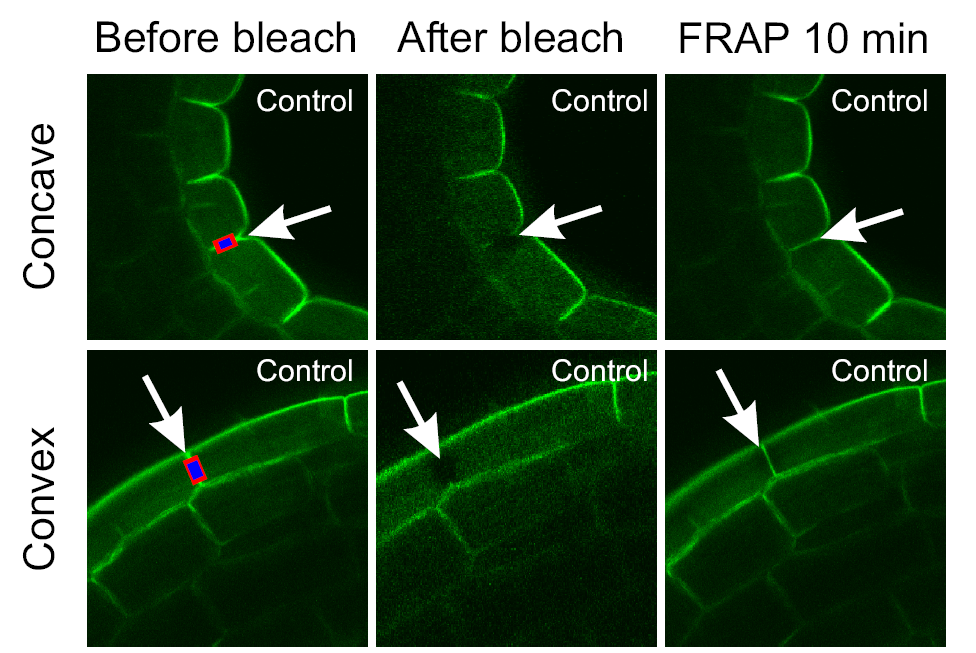 Before bleach
After bleach
FRAP 10 min
Concave
Control
Control
Control
Convex
Control
Control
Control